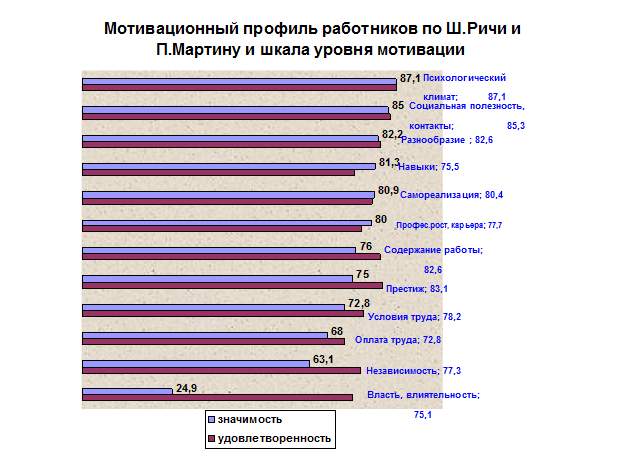 Мотивационный профиль работников по Ш.Ричи и
П.Мартину и шкала уровня мотивации
87,1 Психологический
климат; 87,1
85 Социальная полезность,
контакты; 85,3
82,2 Разнообразие ; 82,6
81,3 Навыки; 75,5
80,9 Самореализация; 80,4
80 Профес.рост, карьера; 77,7
76 Содержание работы;
82,6
75 Престиж; 83,1
72,8 Условия труда; 78,2
68 Оплата труда; 72,8
63,1 Независимость; 77,3
24,9 Власть, влиятельность;
75,1
значимость
удовлетворенность